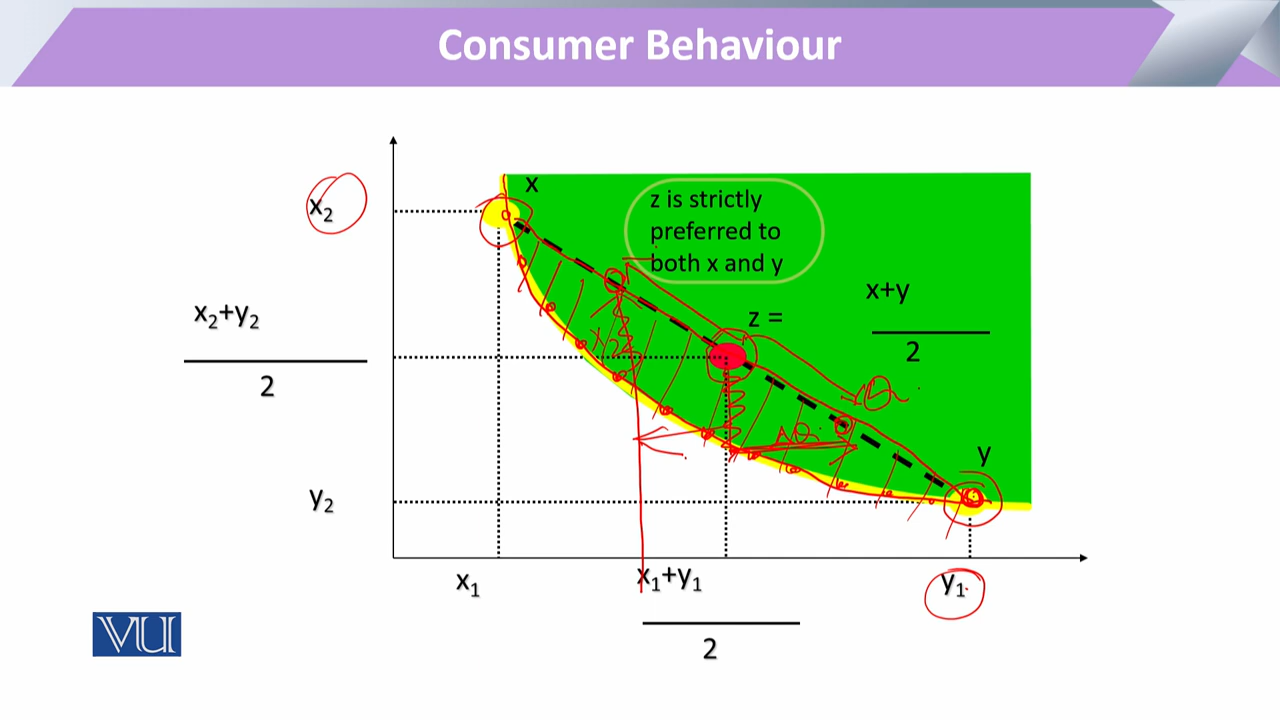 Consumer Behaviour
x
x₂
z is strictly
preferred to
both x and y
x+y
2
z =
x₂+y₂
2
y
y₂
x₁
x₁+y₁
2
y₁
VU